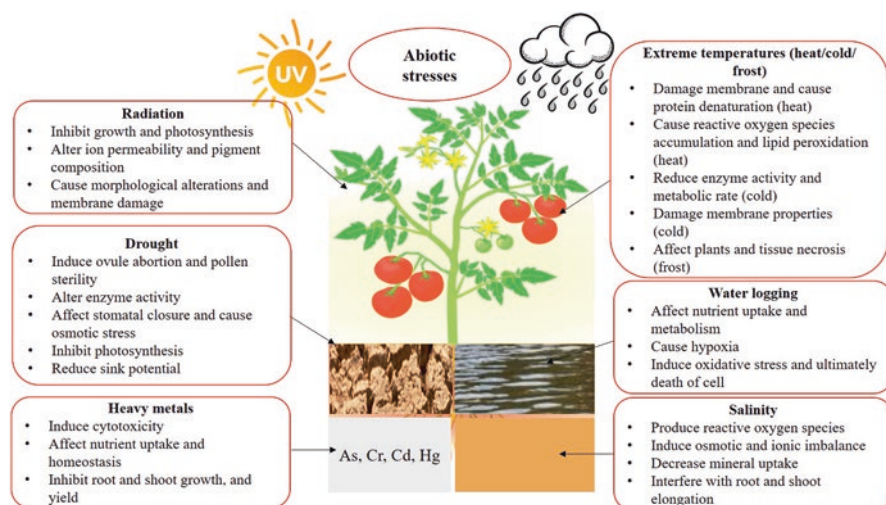 UV
Abiotic
stresses
Radiation
• Inhibit growth and photosynthesis
• Alter ion permeability and pigment
composition
• Cause morphological alterations and
membrane damage
Drought
• Induce ovule abortion and pollen
sterility
• Alter enzyme activity
• Affect stomatal closure and cause
osmotic stress
• Inhibit photosynthesis
• Reduce sink potential
Heavy metals
• Induce cytotoxicity
• Affect nutrient uptake and
homeostasis
• Inhibit root and shoot growth, and
yield
As, Cr, Cd, Hg
Extreme temperatures (heat/cold/
frost)
• Damage membrane and cause
protein denaturation (heat)
• Cause reactive oxygen species
accumulation and lipid peroxidation
(heat)
• Reduce enzyme activity and
metabolic rate (cold)
• Damage membrane properties
(cold)
• Affect plants and tissue necrosis
(frost)
Water logging
• Affect nutrient uptake and
metabolism
• Cause hypoxia
• Induce oxidative stress and ultimately
death of cell
Salinity
• Produce reactive oxygen species
• Induce osmotic and ionic imbalance
• Decrease mineral uptake
• Interfere with root and shoot
elongation